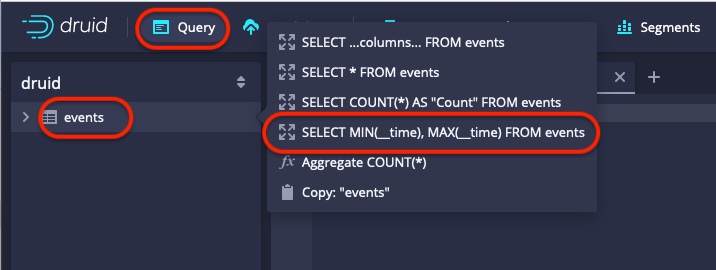 druid
Query
Segments
druid
events
SELECT ...columns... FROM events
SELECT * FROM events
SELECT COUNT(*) AS "Count" FROM events
SELECT MIN(__time), MAX(__time) FROM events
fx Aggregate COUNT(*)
Copy: "events"